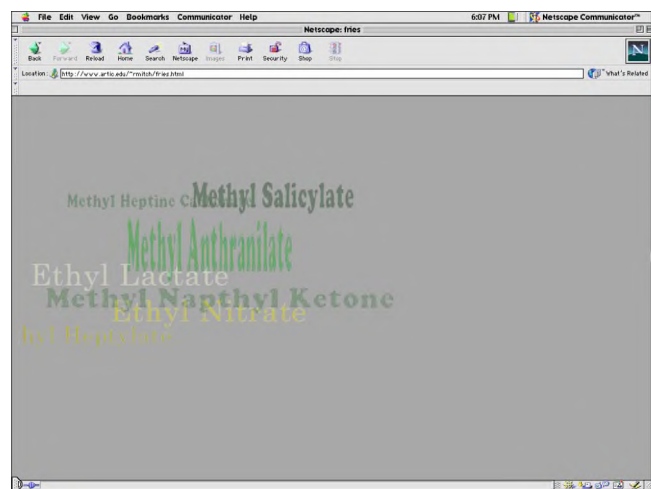 File Edit View Go Bookmarks Communicator Help 6:07 PM Netscape Communicator™
Netscape: fries
Back Forward Reload Home Search Netscape Images Print Security Shop Stop
Location: http://www.artic.edu/~rmitch/fries.html What's Related
Methyl Salicylate
Methyl Heptine
Methyl Anthranilate
Ethyl Lactate
Methyl Napthyl Ketone
Ethyl Nitrate